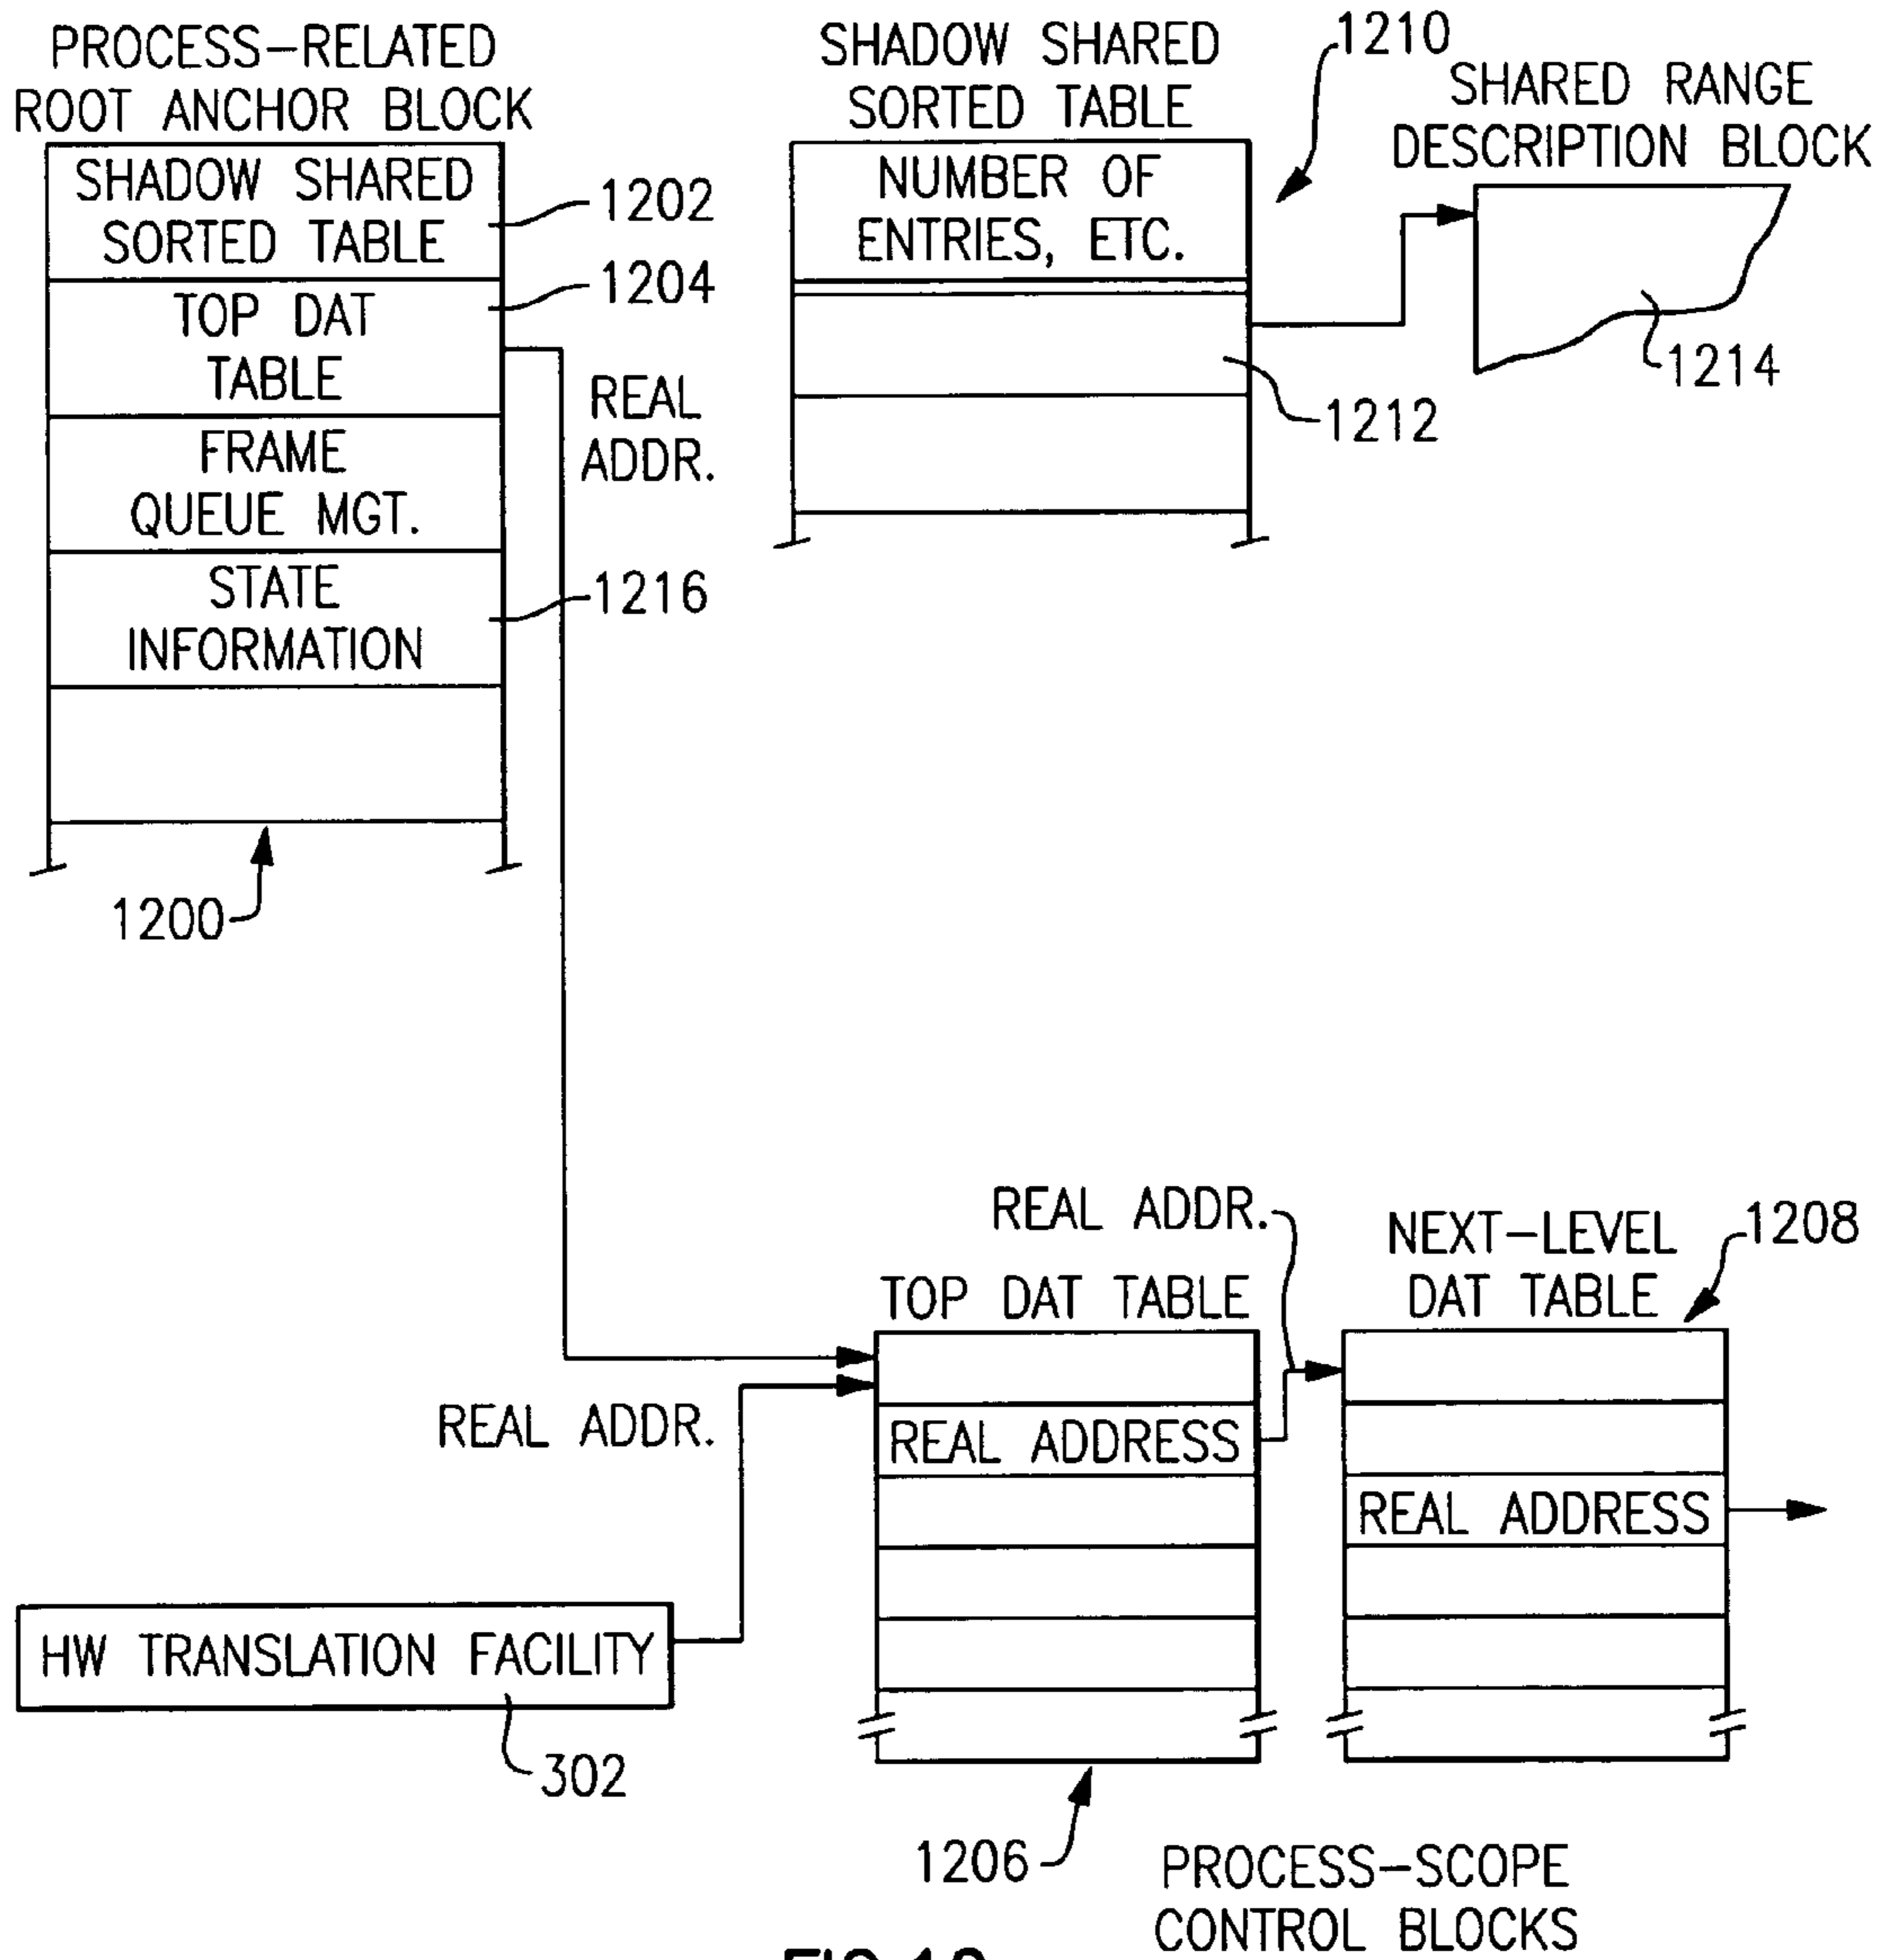 PROCESS-RELATED
ROOT ANCHOR BLOCK
SHADOW SHARED
SORTED TABLE
1202
TOP DAT
TABLE
1204
FRAME
QUEUE MGT.
STATE
INFORMATION
1216
1200
REAL
ADDR.
SHADOW SHARED
SORTED TABLE
1210
NUMBER OF
ENTRIES, ETC.
1212
SHARED RANGE
DESCRIPTION BLOCK
1214
REAL ADDR.
TOP DAT TABLE
NEXT-LEVEL
DAT TABLE
1208
REAL ADDR.
REAL ADDRESS
REAL ADDRESS
HW TRANSLATION FACILITY
302
1206
PROCESS-SCOPE
CONTROL BLOCKS